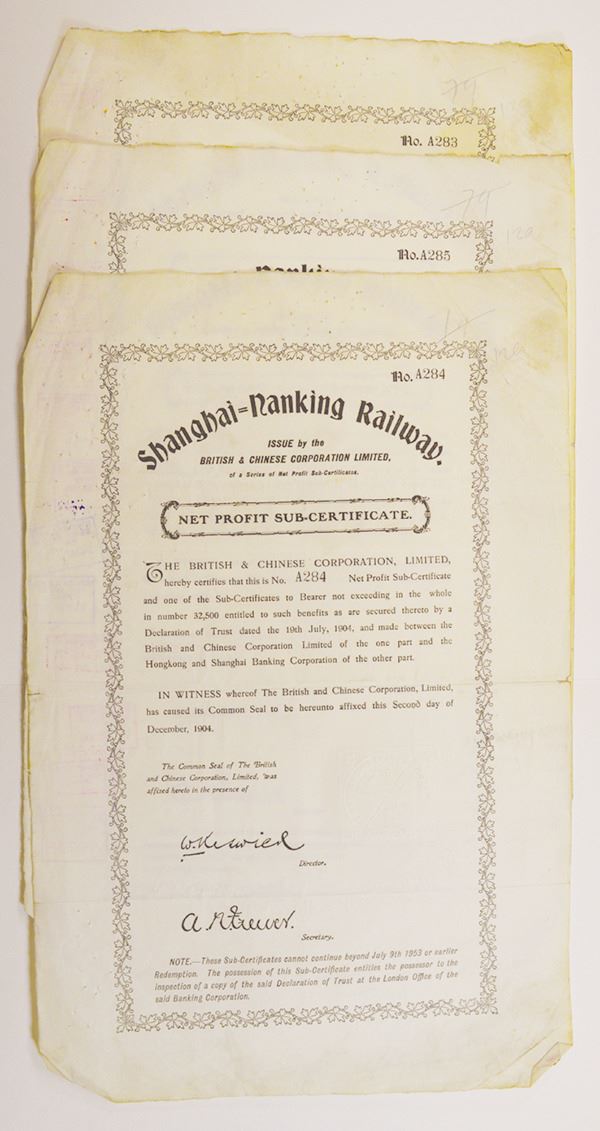 No. A283
No. A285
No. A284
Shanghai=Nanking Railway.
ISSUE by the
BRITISH & CHINESE CORPORATION LIMITED,
of a Series of Net Profit Sub-Certificates.
NET PROFIT SUB-CERTIFICATE.
THE BRITISH & CHINESE CORPORATION, LIMITED,
hereby certifies that this is No. A284 Net Profit Sub-Certificate
and one of the Sub-Certificates to Bearer not exceeding in the whole
in number 32,500 entitled to such benefits as are secured thereto by a
Declaration of Trust dated the 19th July, 1904, and made between the
British and Chinese Corporation Limited of the one part and the
Hongkong and Shanghai Banking Corporation of the other part.
IN WITNESS whereof The British and Chinese Corporation, Limited,
has caused its Common Seal to be hereunto affixed this Second day of
December, 1904.
The Common Seal of The British
and Chinese Corporation, Limited, was
affixed hereto in the presence of
Director.
Secretary.
NOTE.—These Sub-Certificates cannot continue beyond July 9th 1953 or earlier
Redemption. The possession of this Sub-Certificate entitles the possessor to the
inspection of a copy of the said Declaration of Trust at the London Office of the
said Banking Corporation.